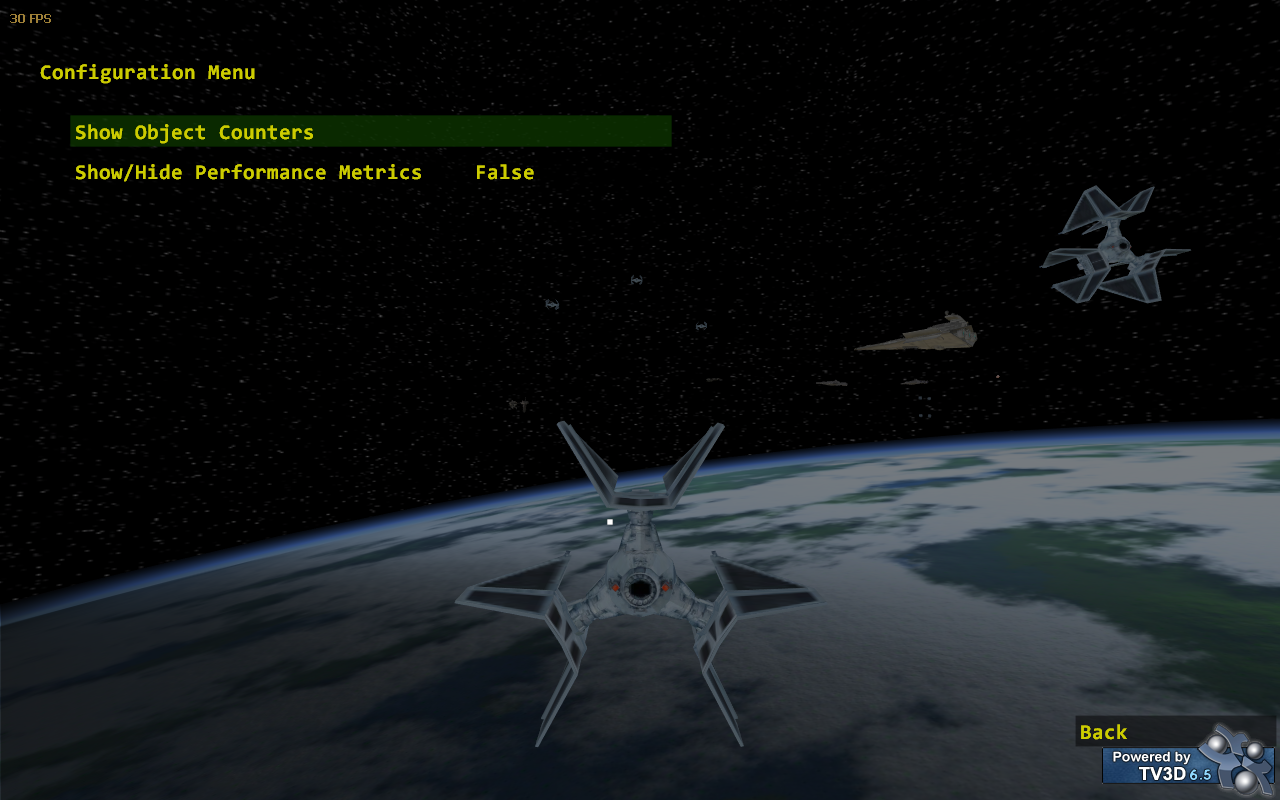 30 FPS
Configuration Menu
Show Object Counters
Show/Hide Performance Metrics False
Back
Powered by
TV3D 6.5